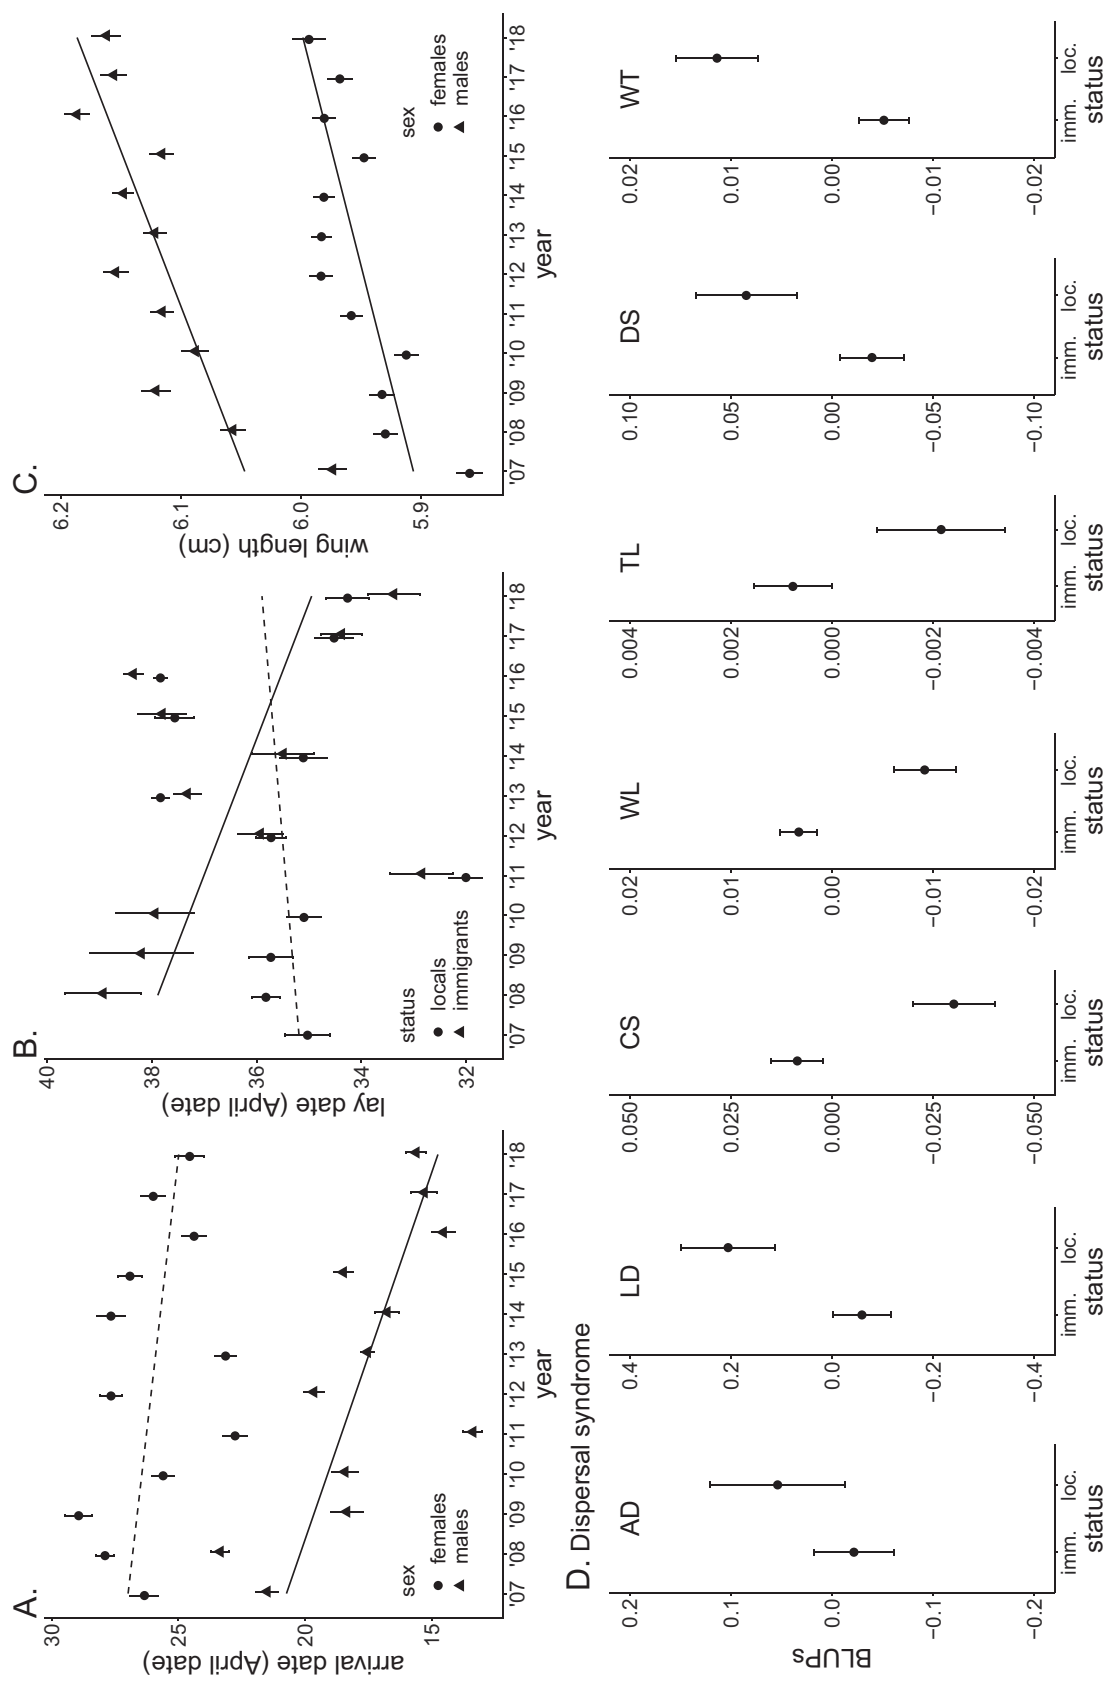 A.
arrival date (April date)
30
25
20
15
'07 '08 '09 '10 '11 '12 '13 '14 '15 '16 '17 '18
year
sex
females
males
B.
lay date (April date)
40
38
36
34
32
'07 '08 '09 '10 '11 '12 '13 '14 '15 '16 '17 '18
year
status
locals
immigrants
C.
wing length (cm)
6.2
6.1
6.0
5.9
'07 '08 '09 '10 '11 '12 '13 '14 '15 '16 '17 '18
year
sex
females
males
D. Dispersal syndrome
BLUPs
AD
0.2
0.1
0.0
−0.1
−0.2
imm. loc.
status
LD
0.4
0.2
0.0
−0.2
−0.4
imm. loc.
status
CS
0.050
0.025
0.000
−0.025
−0.050
imm. loc.
status
WL
0.02
0.01
0.00
−0.01
−0.02
imm. loc.
status
TL
0.004
0.002
0.000
−0.002
−0.004
imm. loc.
status
DS
0.10
0.05
0.00
−0.05
−0.10
imm. loc.
status
WT
0.02
0.01
0.00
−0.01
−0.02
imm. loc.
status